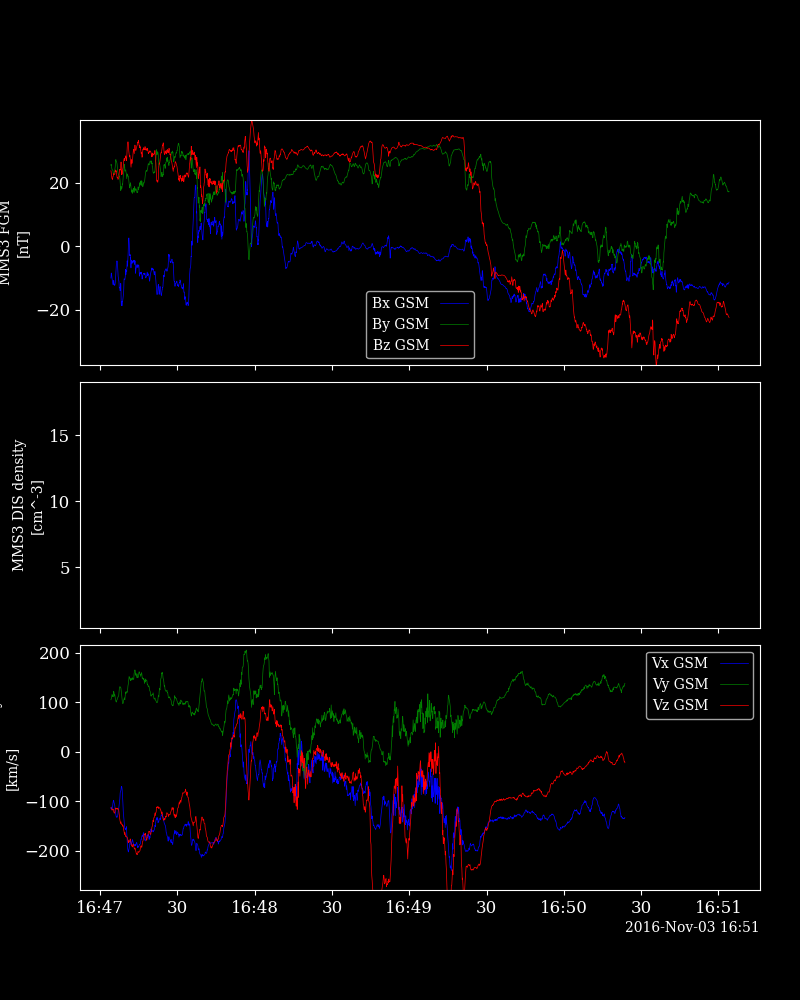 20
0
−20
MMS3 FGM
[nT]
Bx GSM
By GSM
Bz GSM
15
10
5
MMS3 DIS density
[cm^-3]
200
100
0
−100
−200
[km/s]
Vx GSM
Vy GSM
Vz GSM
16:47
30
16:48
30
16:49
30
16:50
30
16:51
2016-Nov-03 16:51